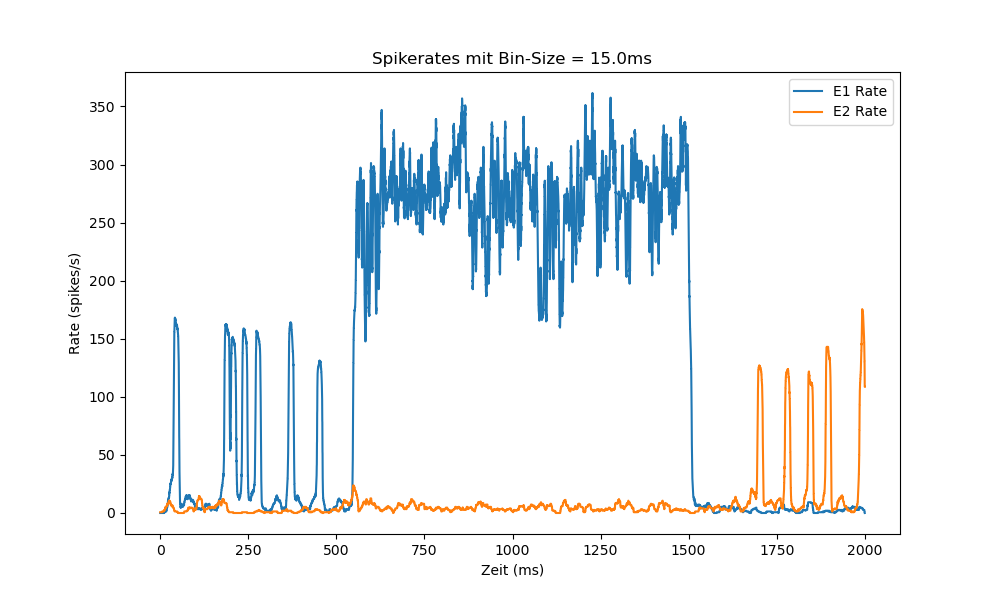 Spikerates mit Bin-Size = 15.0ms
E1 Rate
E2 Rate
Rate (spikes/s)
350
300
250
200
150
100
50
0
0 250 500 750 1000 1250 1500 1750 2000
Zeit (ms)